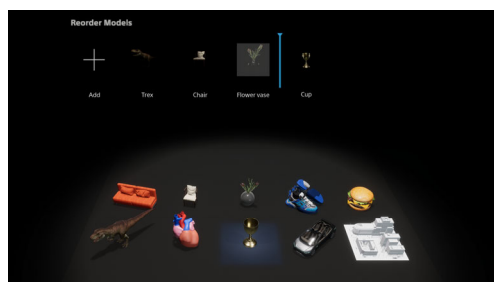 Reorder Models
Add
Trex
Chair
Flower vase
Cup